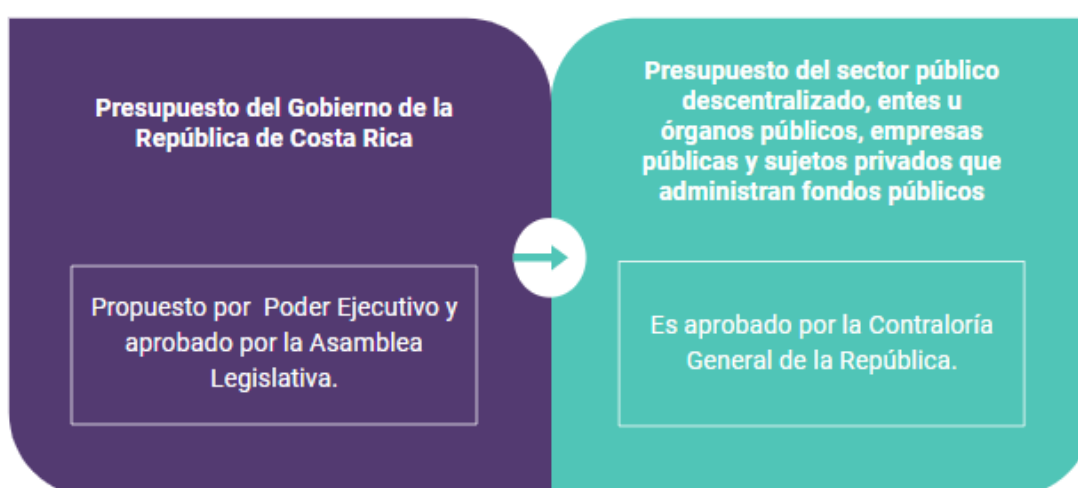 Presupuesto del Gobierno de la
República de Costa Rica
Propuesto por Poder Ejecutivo y
aprobado por la Asamblea
Legislativa.
Presupuesto del sector público
descentralizado, entes u
órganos públicos, empresas
públicas y sujetos privados que
administran fondos públicos
Es aprobado por la Contraloría
General de la República.